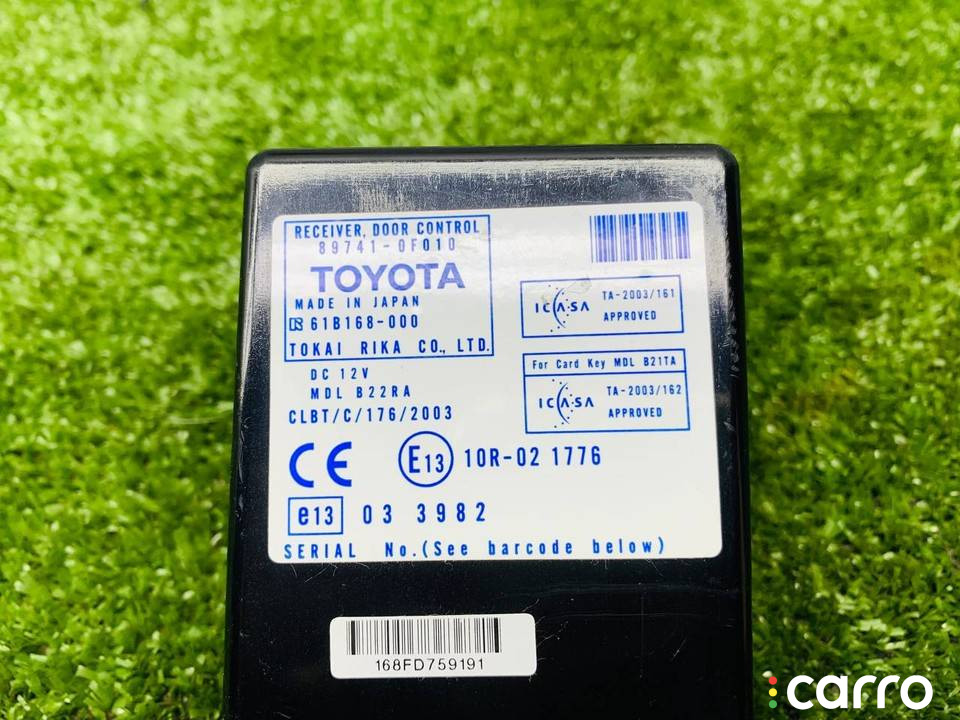 RECEIVER, DOOR CONTROL
89741-0F010
TOYOTA
MADE IN JAPAN
61B168-000
TOKAI RIKA CO., LTD.
DC 12V
MDL B22RA
CLBT/C/176/2003
ICASA TA-2003/161
APPROVED
For Card Key MDL B21TA
ICASA TA-2003/162
APPROVED
CE E13 10R-02 1776
e13 03 3982
SERIAL No.(See barcode below)
168FD759191
carro